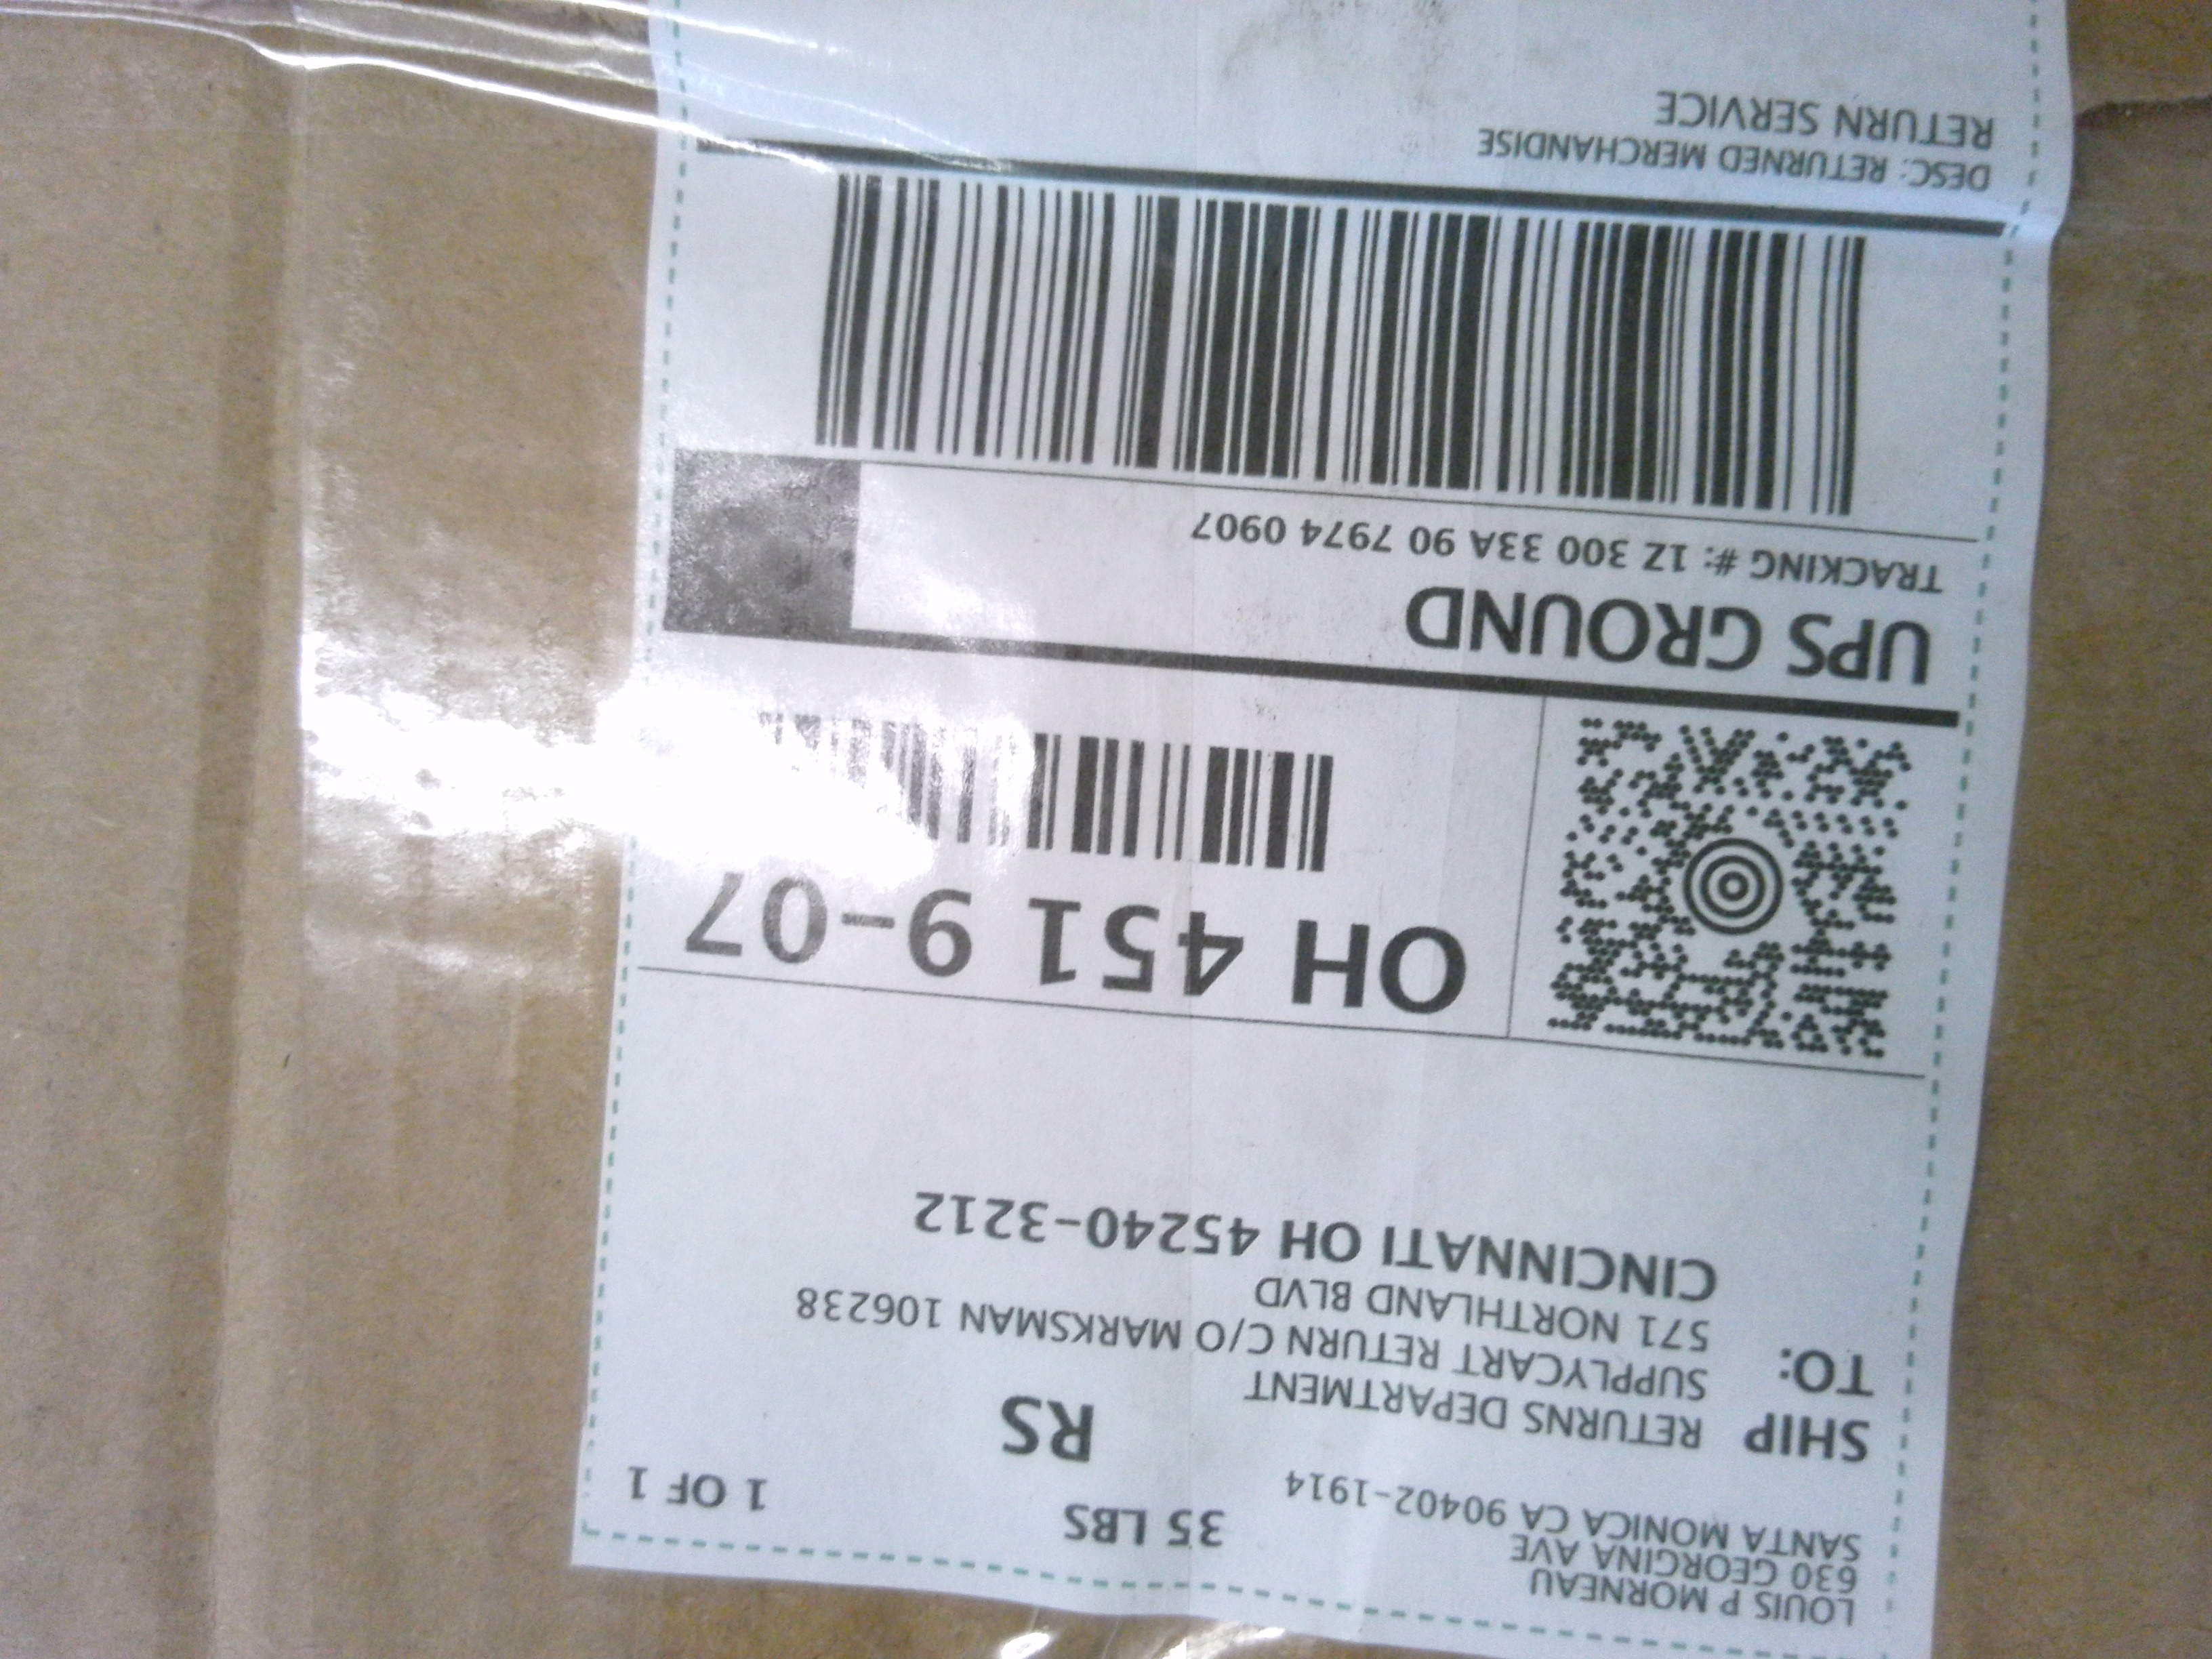 LOUIS P MORNEAU
630 GEORGINA AVE
SANTA MONICA CA 90402-1914
35 LBS
1 OF 1
RS
SHIP
TO:
RETURNS DEPARTMENT
SUPPLYCART RETURN C/O MARKSMAN 106238
571 NORTHLAND BLVD
CINCINNATI OH 45240-3212
OH 451 9-07
UPS GROUND
TRACKING #: 1Z 300 33A 90 7974 0907
DESC: RETURNED MERCHANDISE
RETURN SERVICE